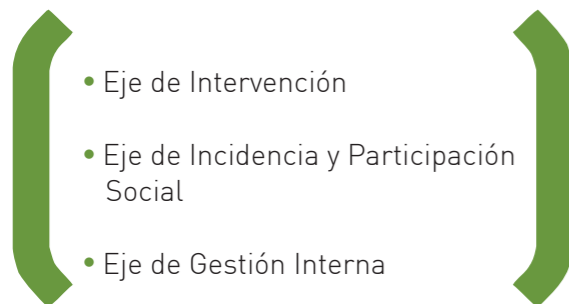 • Eje de Intervención
• Eje de Incidencia y Participación
Social
• Eje de Gestión Interna